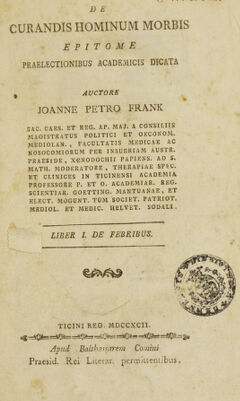 DE
CURANDIS HOMINUM MORBIS
EPITOME
PRAELECTIONIBUS ACADEMICIS DICATA
AUCTORE
JOANNE PETRO FRANK
SAC. CAES. ET REG. AP. MAJ. A CONSILIIS
MAGISTRATUS POLITICI ET OECONOM.
MEDIOLAN., FACULTATIS MEDICAE AC
NOSOCOMIORUM PER INSUBRIAM AUSTR.
PRAESIDE, XENODOCHII PAPIENS. AD S.
MATH. MODERATORE, THERAPIAE SPEC.
ET CLINICES IN TICINENSI ACADEMIA
PROFESSORE P. ET O. ACADEMIAR. REG.
SCIENTIAR. GOETTING. MANTUANAE, ET
ELECT. MOGUNT. TUM SOCIET. PATRIOT.
MEDIOL. ET MEDIC. HELVET. SODALI.
LIBER I. DE FEBRIBUS.
TICINI REG. MDCCXCII.
Apud Balthassarem Comini
Praesid. Rei Literar. permittentibus.